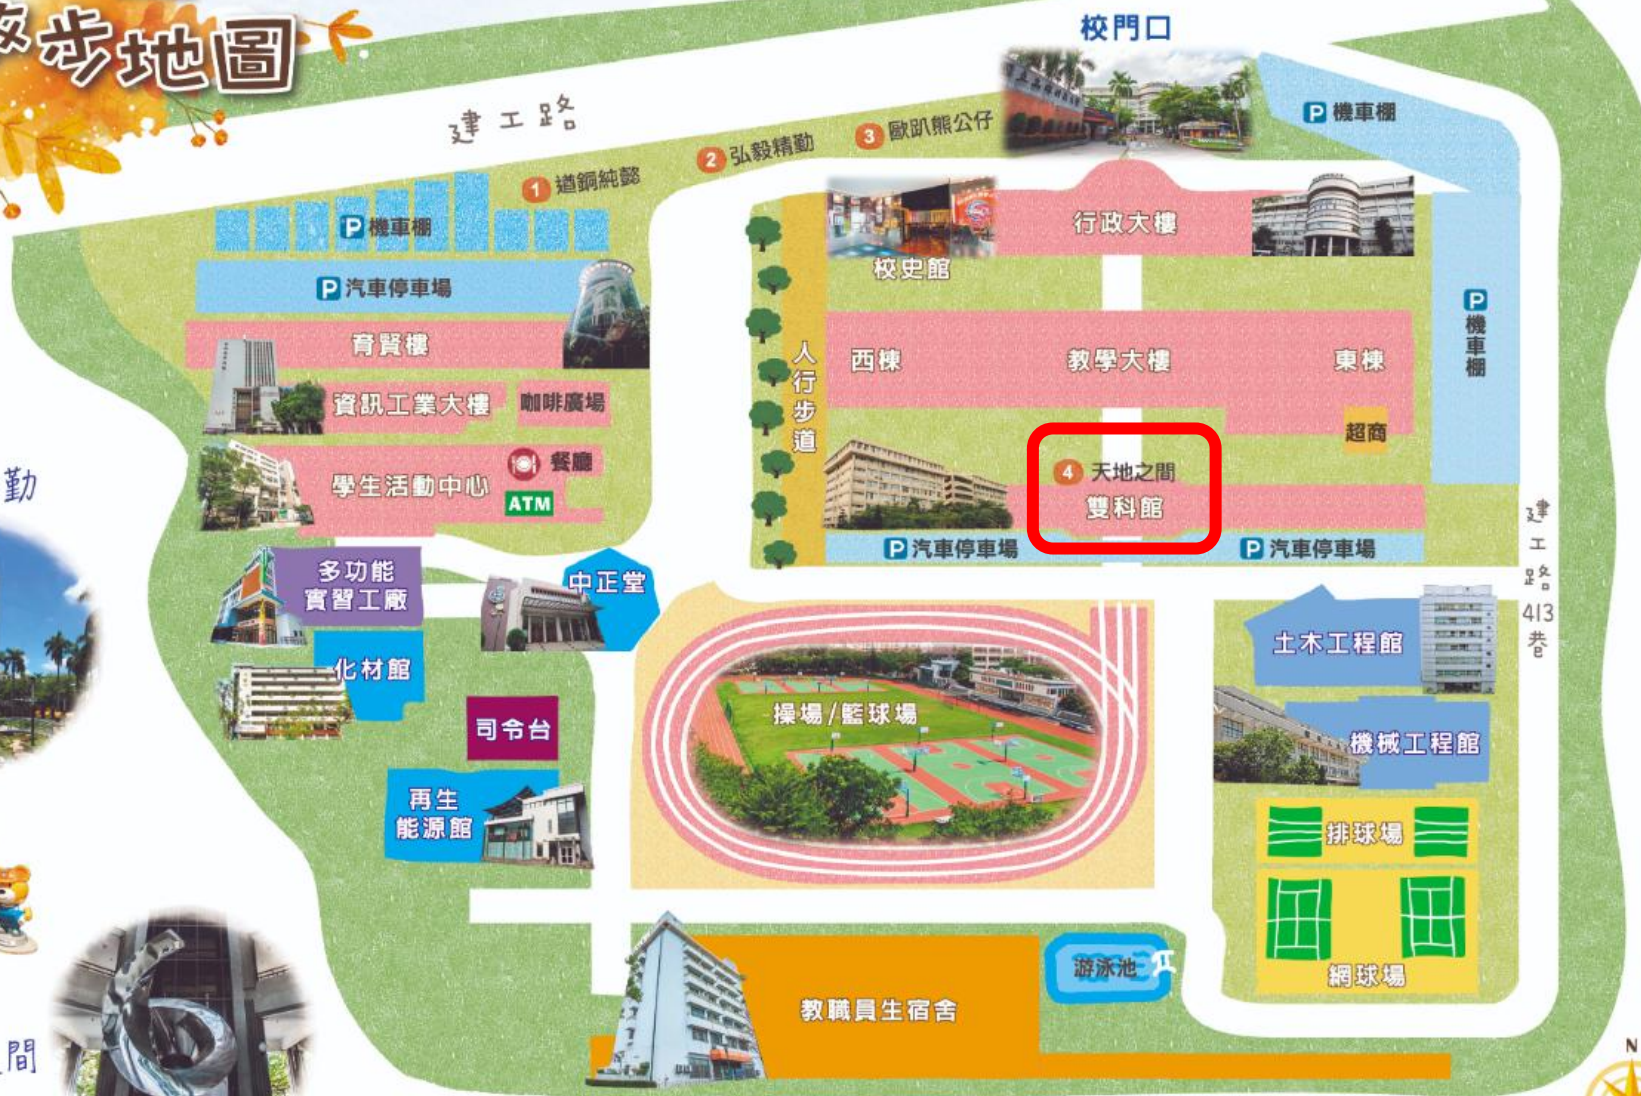 散步地圖
校門口
建工路
P 機車棚
1 遒銅純懿
2 弘毅精勤
3 歐趴熊公仔
P 機車棚
行政大樓
校史館
P 汽車停車場
P 機車棚
育賢樓
人行步道
西棟
教學大樓
東棟
資訊工業大樓
咖啡廣場
超商
餐廳
4 天地之間
學生活動中心
勤
ATM
雙科館
P 汽車停車場
P 汽車停車場
建工路413巷
多功能
實習工廠
中正堂
土木工程館
化材館
操場/籃球場
司令台
機械工程館
再生
能源館
排球場
游泳池
網球場
教職員生宿舍
間
N